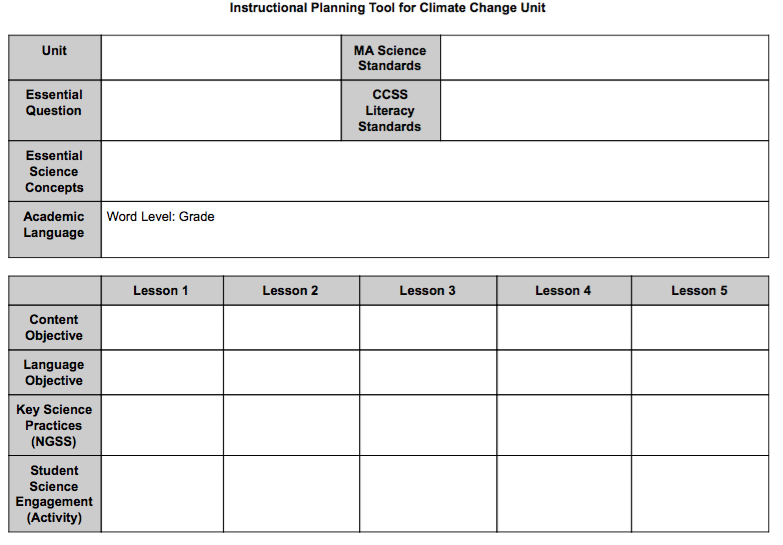 Instructional Planning Tool for Climate Change Unit
Unit
MA Science
Standards
Essential
Question
CCSS
Literacy
Standards
Essential
Science
Concepts
Academic
Language
Word Level: Grade
Lesson 1
Lesson 2
Lesson 3
Lesson 4
Lesson 5
Content
Objective
Language
Objective
Key Science
Practices
(NGSS)
Student
Science
Engagement
(Activity)